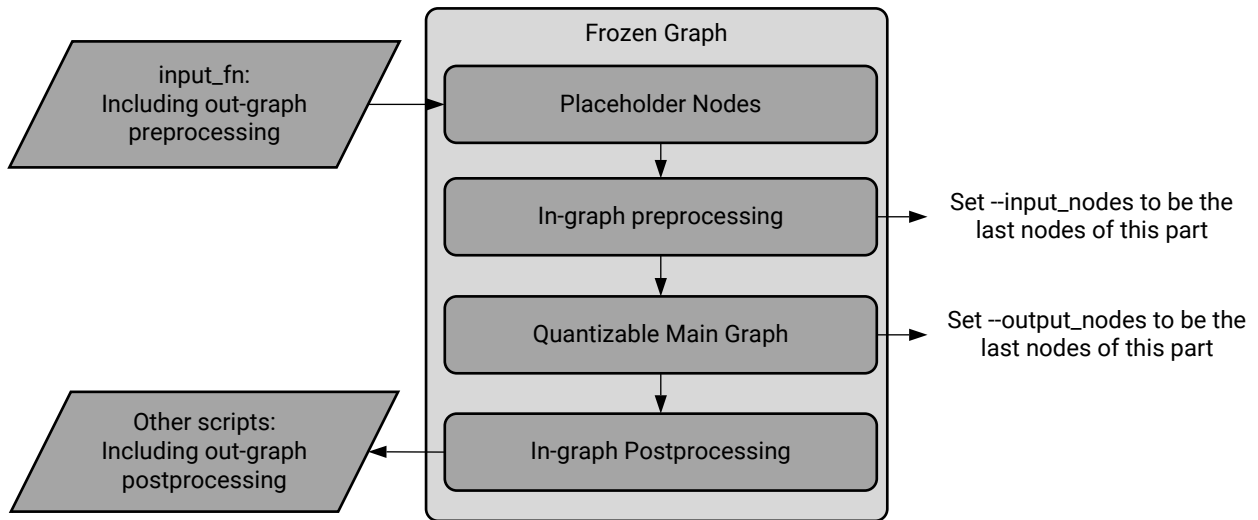 Frozen Graph
input_fn:
Including out-graph
preprocessing
Placeholder Nodes
In-graph preprocessing
Set --input_nodes to be the
last nodes of this part
Quantizable Main Graph
Set --output_nodes to be the
last nodes of this part
In-graph Postprocessing
Other scripts:
Including out-graph
postprocessing